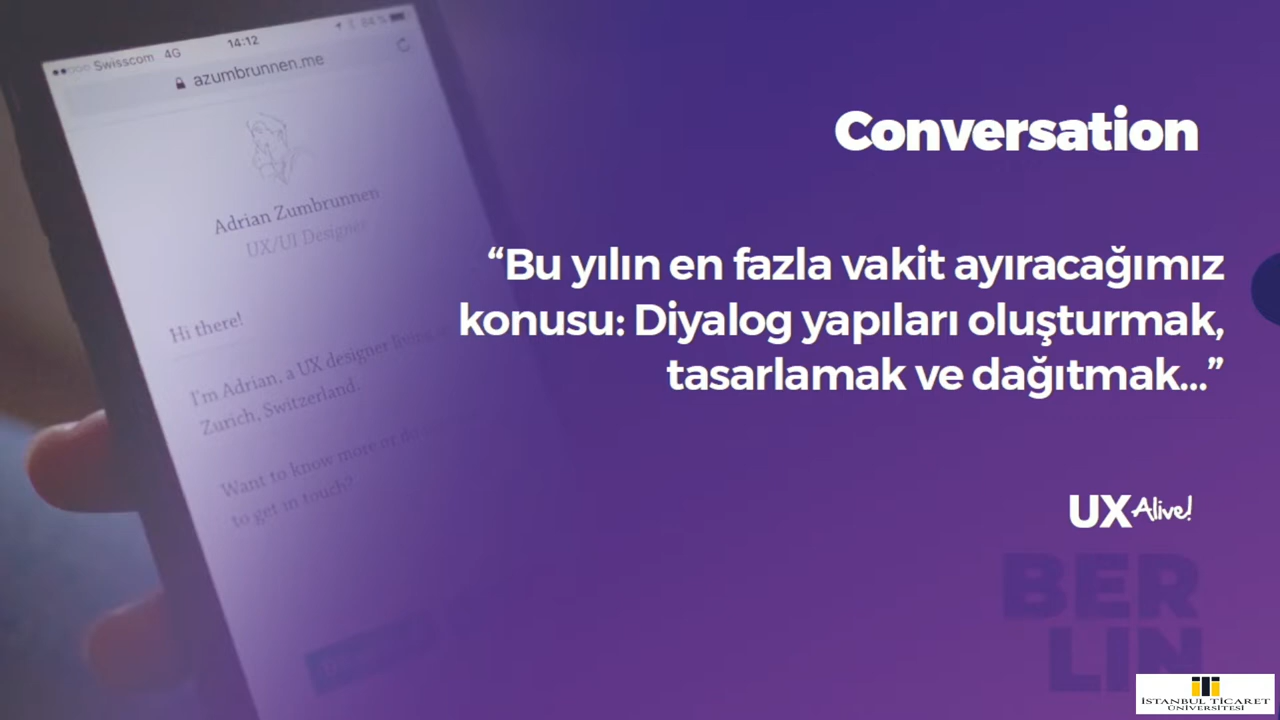 Swisscom 4G 14:12 84 %
azumbrunnen.me
Adrian Zumbrunnen
UX/UI Designer
Hi there!
I'm Adrian, a UX designer
Zurich, Switzerland.
Want to know more or
to get in touch?
Conversation
“Bu yılın en fazla vakit ayıracağımız
konusu: Diyalog yapıları oluşturmak,
tasarlamak ve dağıtmak...”
UX Alive!
BER
LIN
İSTANBUL TİCARET
ÜNİVERSİTESİ